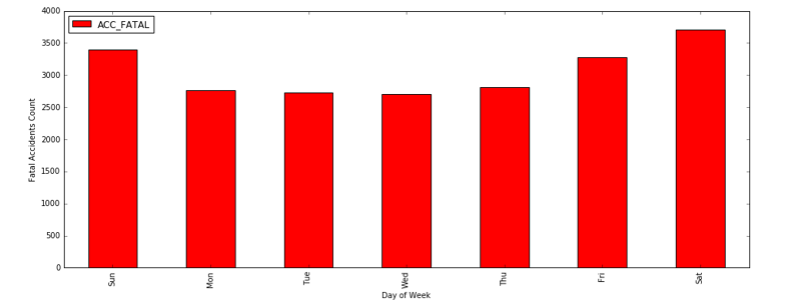 4000
3500
3000
2500
2000
1500
1000
500
0
Fatal Accidents Count
ACC_FATAL
Sun
Mon
Tue
Wed
Thu
Fri
Sat
Day of Week